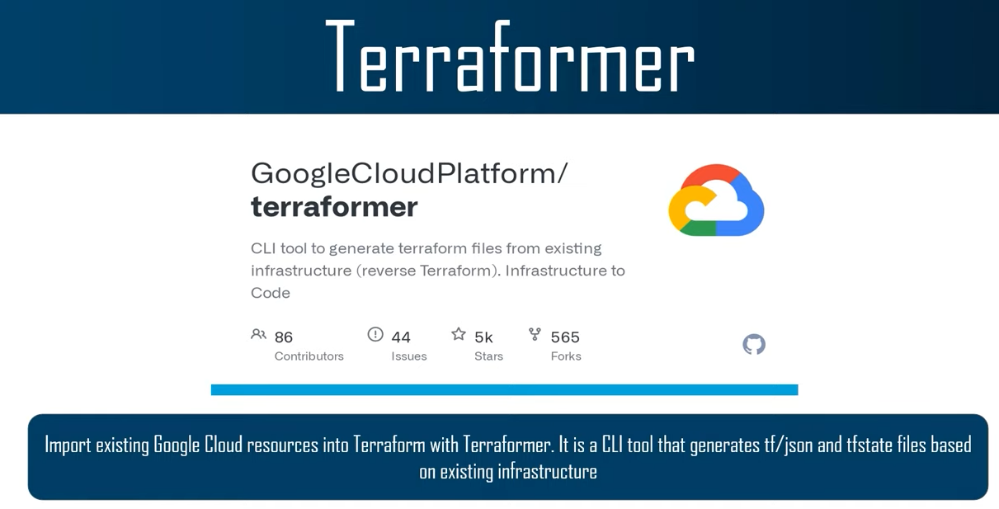 Terraformer
GoogleCloudPlatform/
terraformer
CLI tool to generate terraform files from existing
infrastructure (reverse Terraform). Infrastructure to
Code
86 44 5k 565
Contributors Issues Stars Forks
Import existing Google Cloud resources into Terraform with Terraformer. It is a CLI tool that generates tf/json and tfstate files based
on existing infrastructure